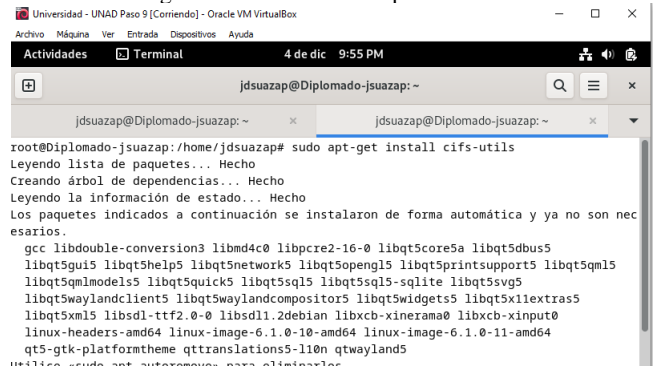 Universidad - UNAD Paso 9 [Corriendo] - Oracle VM VirtualBox
Archivo Máquina Ver Entrada Dispositivos Ayuda
Actividades Terminal 4 de dic 9:55 PM
jdsuazap@Diplomado-jsuazap: ~
jdsuazap@Diplomado-jsuazap: ~ × jdsuazap@Diplomado-jsuazap: ~ ×
root@Diplomado-jsuazap:/home/jdsuazap# sudo apt-get install cifs-utils
Leyendo lista de paquetes... Hecho
Creando árbol de dependencias... Hecho
Leyendo la información de estado... Hecho
Los paquetes indicados a continuación se instalaron de forma automática y ya no son nec
esarios.
gcc libdouble-conversion3 libmd4c0 libpcre2-16-0 libqt5core5a libqt5dbus5
libqt5gui5 libqt5help5 libqt5network5 libqt5opengl5 libqt5printsupport5 libqt5qml5
libqt5qmlmodels5 libqt5quick5 libqt5sql5 libqt5sql5-sqlite libqt5svg5
libqt5waylandclient5 libqt5waylandcompositor5 libqt5widgets5 libqt5x11extras5
libqt5xml5 libsdl-ttf2.0-0 libsdl1.2debian libxcb-xinerama0 libxcb-xinput0
linux-headers-amd64 linux-image-6.1.0-10-amd64 linux-image-6.1.0-11-amd64
qt5-gtk-platformtheme qttranslations5-l10n qtwayland5
Utilice «sudo apt autoremove» para eliminarlos.